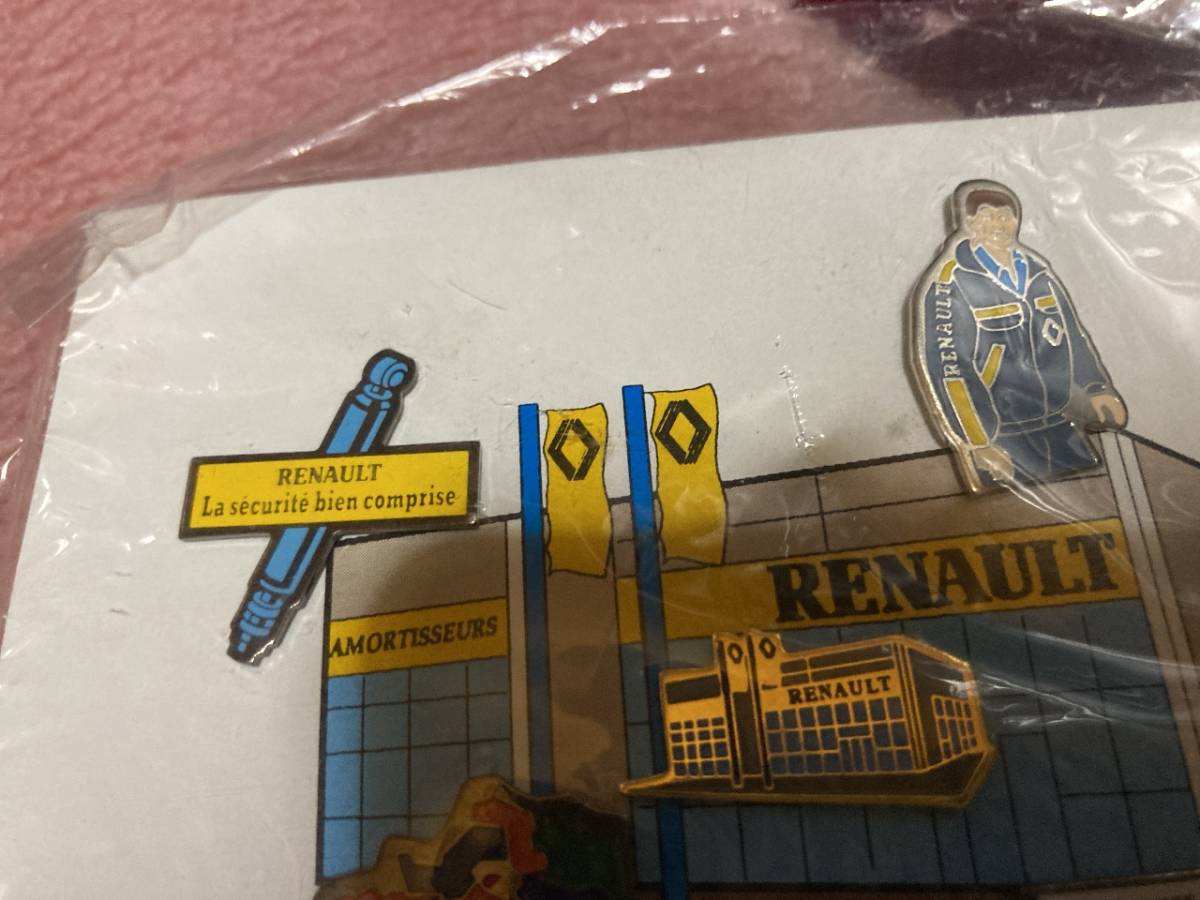 RENAULT
RENAULT
La sécurité bien comprise
RENAULT
AMORTISSEURS
RENAULT